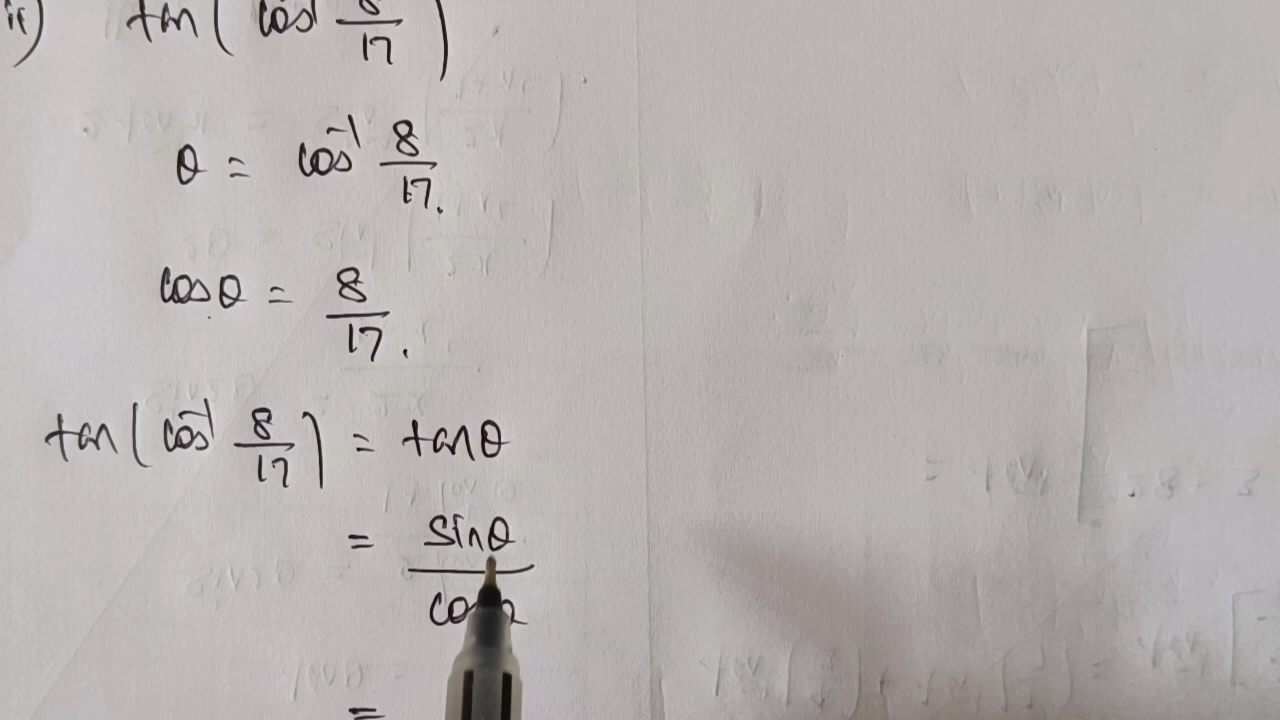 ii) tan(cos⁻¹ 8/17)
θ = cos⁻¹ 8/17.
cosθ = 8/17.
tan(cos⁻¹ 8/17) = tanθ
= sinθ/
=